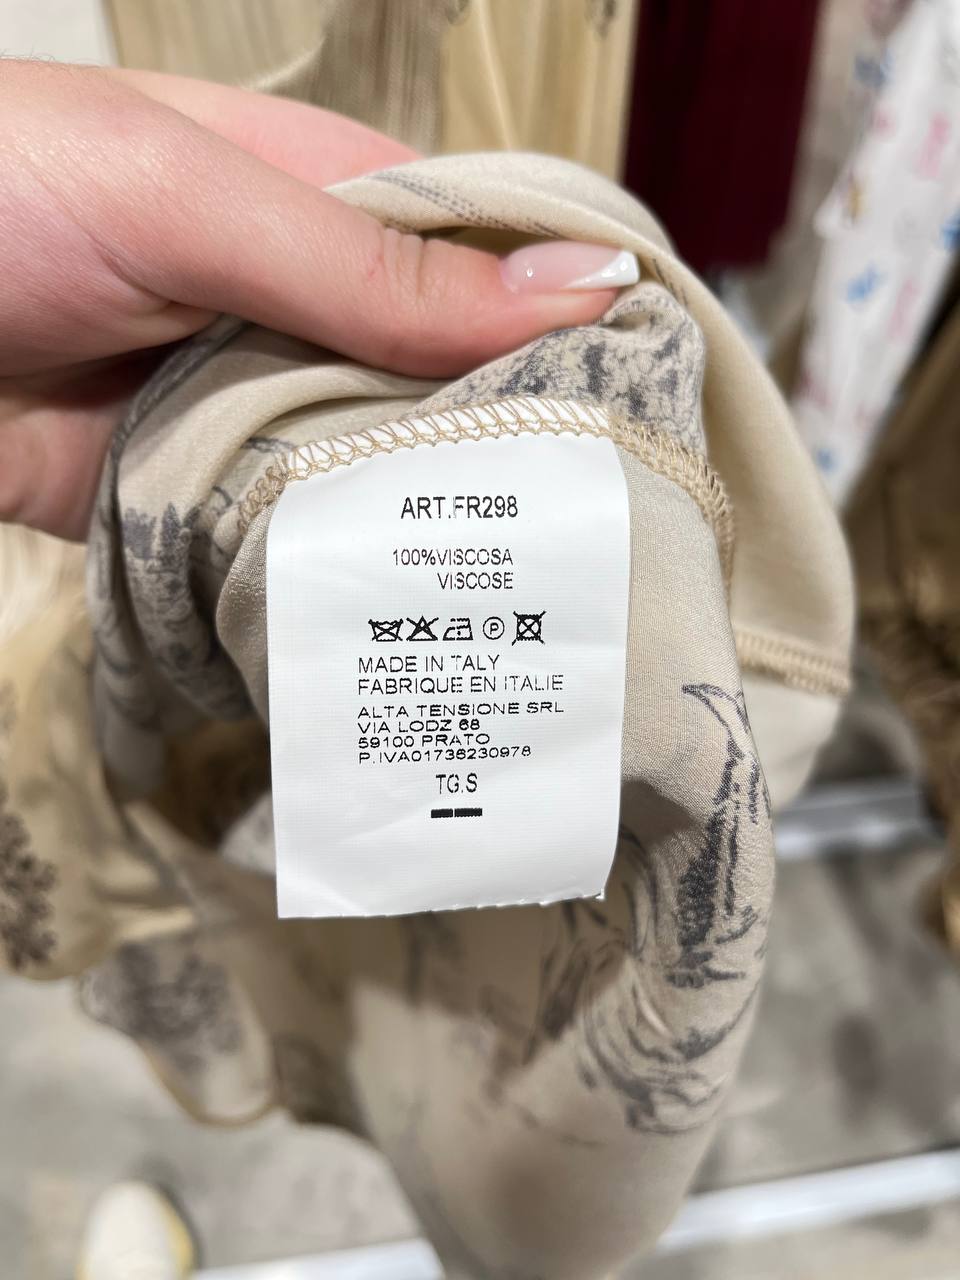 ART.FR298
100%VISCOSA
VISCOSE
P
MADE IN ITALY
FABRIQUE EN ITALIE
ALTA TENSIONE SRL
VIA LODZ 68
59100 PRATO
P.IVA01736230978
TG.S